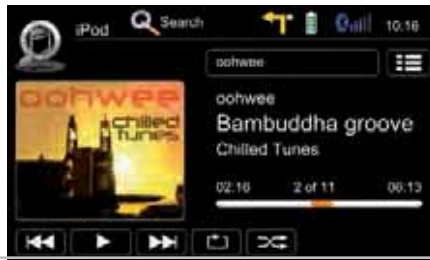 iPod Search 10:16
oohwee
oohwee
chilled
Tunes
oohwee
Bambuddha groove
Chilled Tunes
02:16 2 of 11 06:13